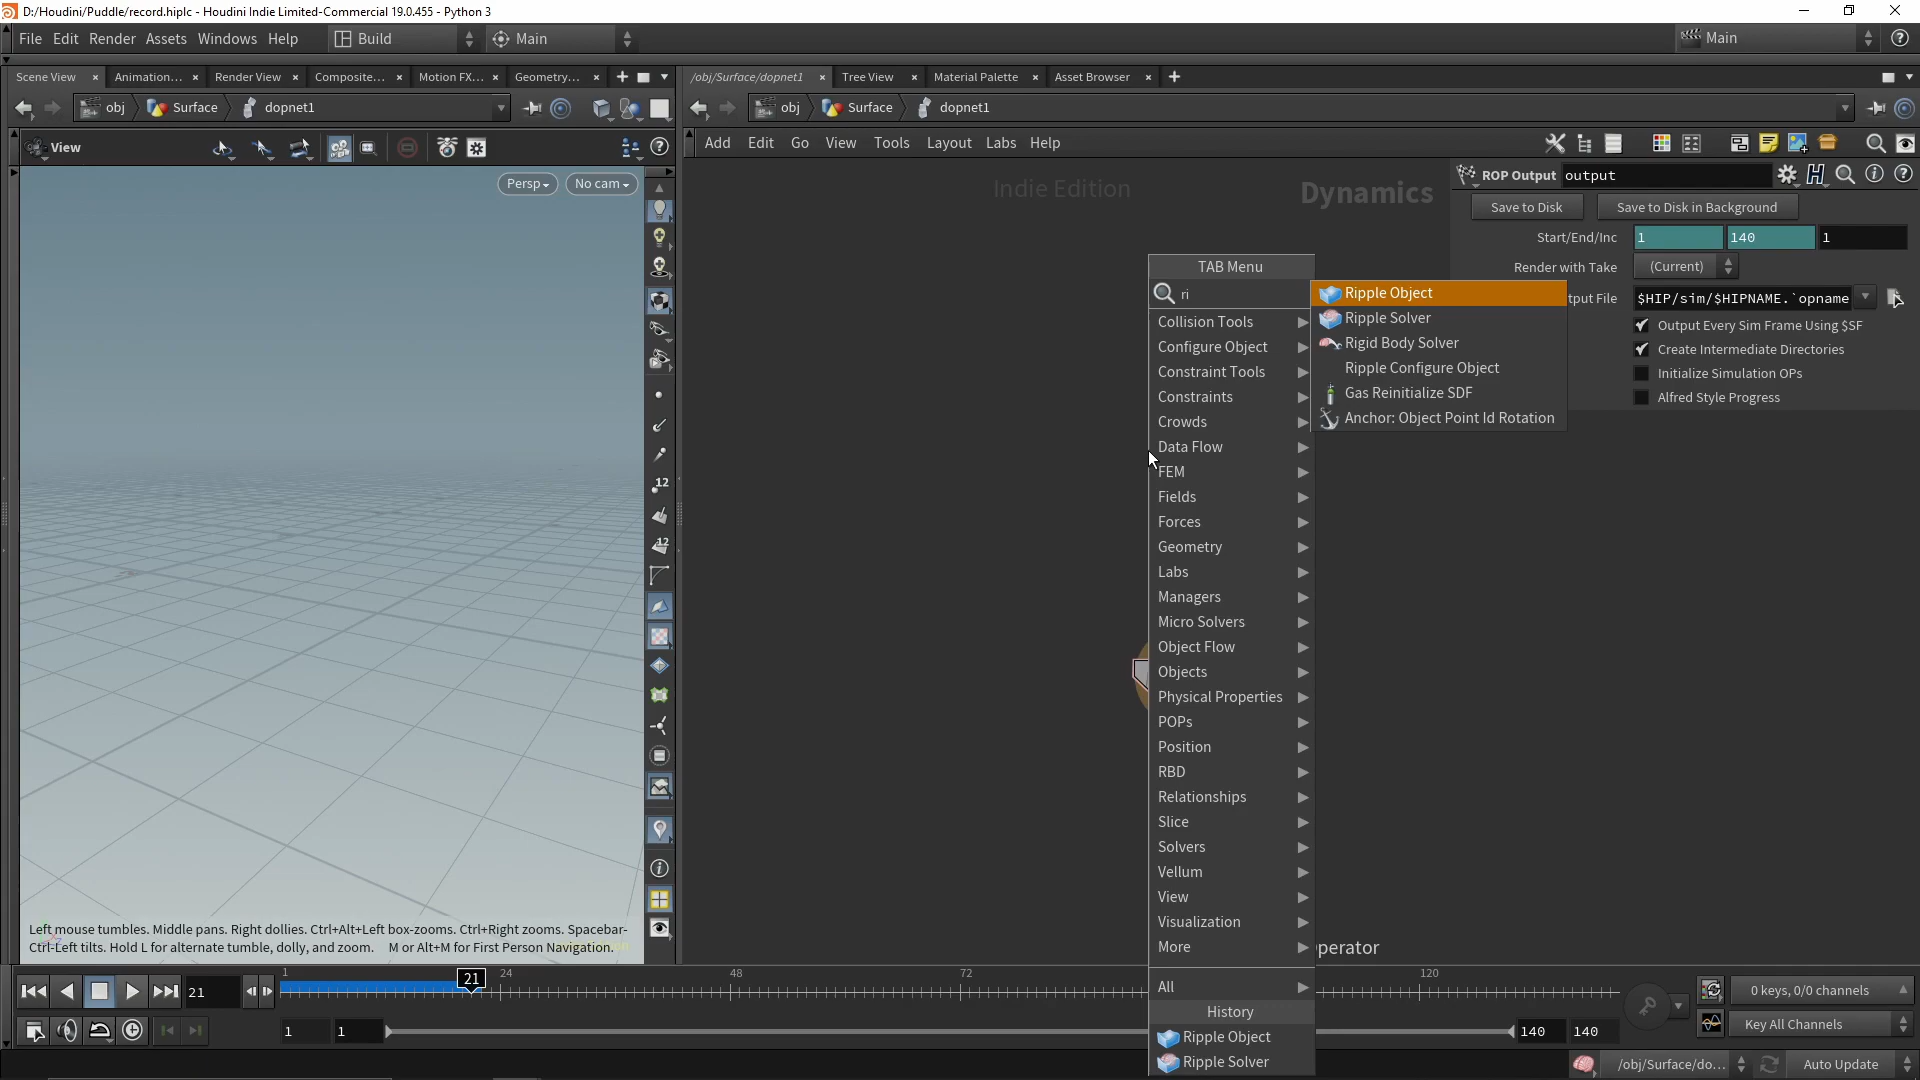 D:/Houdini/Puddle/record.hiplc - Houdini Indie Limited-Commercial 19.0.455 - Python 3
File Edit Render Assets Windows Help Build Main Main
Scene View Animation... Render View Composite... Motion FX... Geometry...
/obj/Surface/dopnet1 Tree View Material Palette Asset Browser
obj Surface dopnet1
obj Surface dopnet1
View
Add Edit Go View Tools Layout Labs Help
Persp No cam
Indie Edition
Dynamics
ROP Output output
Save to Disk Save to Disk in Background
Start/End/Inc 1 140 1
Render with Take (Current)
tput File $HIP/sim/$HIPNAME.`opname
Output Every Sim Frame Using $SF
Create Intermediate Directories
Initialize Simulation OPs
Alfred Style Progress
TAB Menu
ri
Collision Tools
Configure Object
Constraint Tools
Constraints
Crowds
Data Flow
FEM
Fields
Forces
Geometry
Labs
Managers
Micro Solvers
Object Flow
Objects
Physical Properties
POPs
Position
RBD
Relationships
Slice
Solvers
Vellum
View
Visualization
More
All
History
Ripple Object
Ripple Solver
Ripple Object
Ripple Solver
Rigid Body Solver
Ripple Configure Object
Gas Reinitialize SDF
Anchor: Object Point Id Rotation
perator
12
12
Left mouse tumbles. Middle pans. Right dollies. Ctrl+Alt+Left box-zooms. Ctrl+Right zooms. Spacebar-
Ctrl-Left tilts. Hold L for alternate tumble, dolly, and zoom. M or Alt+M for First Person Navigation.
21 1 21 24 48 72 120
0 keys, 0/0 channels
1 1 140 140
Key All Channels
/obj/Surface/do... Auto Update